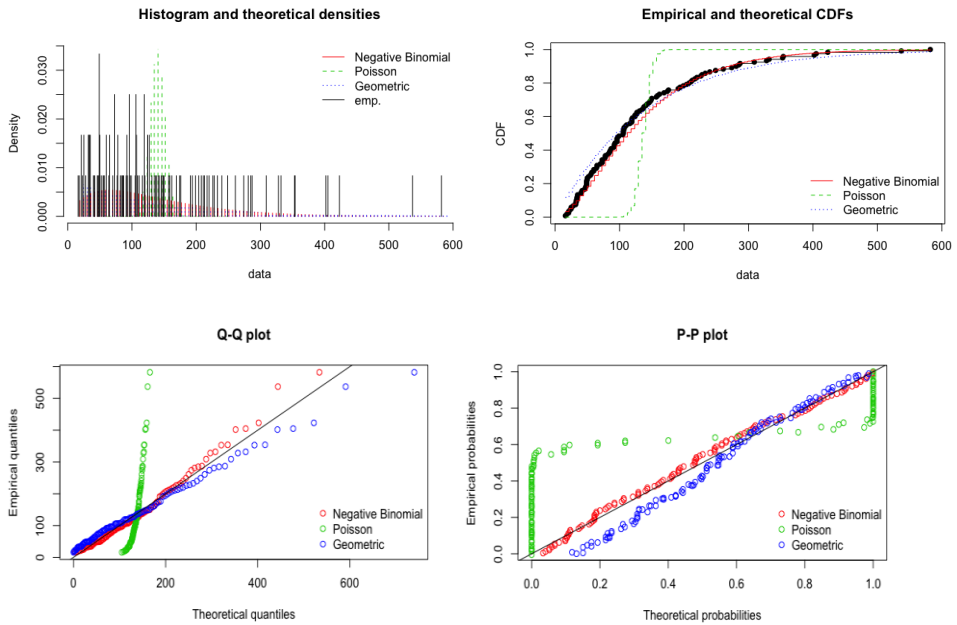 Histogram and theoretical densities
Density
0.030
0.020
0.010
0.000
Negative Binomial
Poisson
Geometric
emp.
0 100 200 300 400 500 600
data
Empirical and theoretical CDFs
CDF
1.0
0.8
0.6
0.4
0.2
0.0
Negative Binomial
Poisson
Geometric
0 100 200 300 400 500 600
data
Q-Q plot
Empirical quantiles
500
300
100
0
Negative Binomial
Poisson
Geometric
0 200 400 600
Theoretical quantiles
P-P plot
Empirical probabilities
1.0
0.8
0.6
0.4
0.2
0.0
Negative Binomial
Poisson
Geometric
0.0 0.2 0.4 0.6 0.8 1.0
Theoretical probabilities